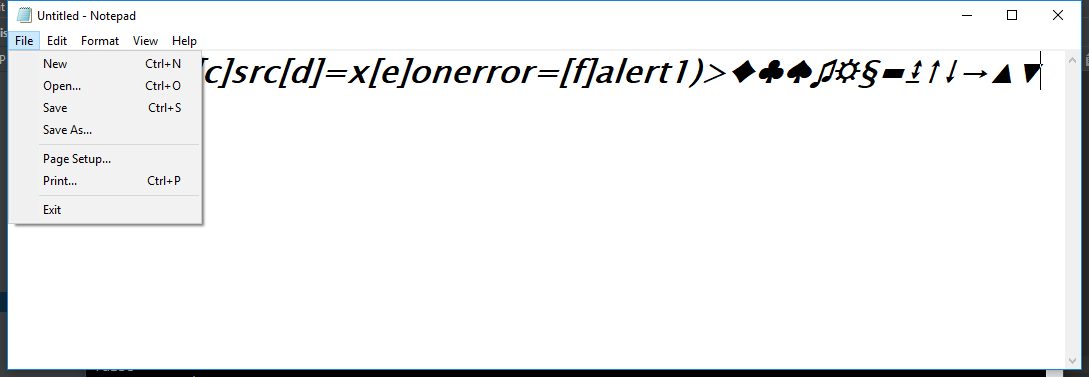 Untitled - Notepad
File Edit Format View Help
[c]src[d]=x[e]onerror=[f]alert1)>♦♣♠♫☼§▬↨↑↓→▲▼
New Ctrl+N
Open... Ctrl+O
Save Ctrl+S
Save As...
Page Setup...
Print... Ctrl+P
Exit